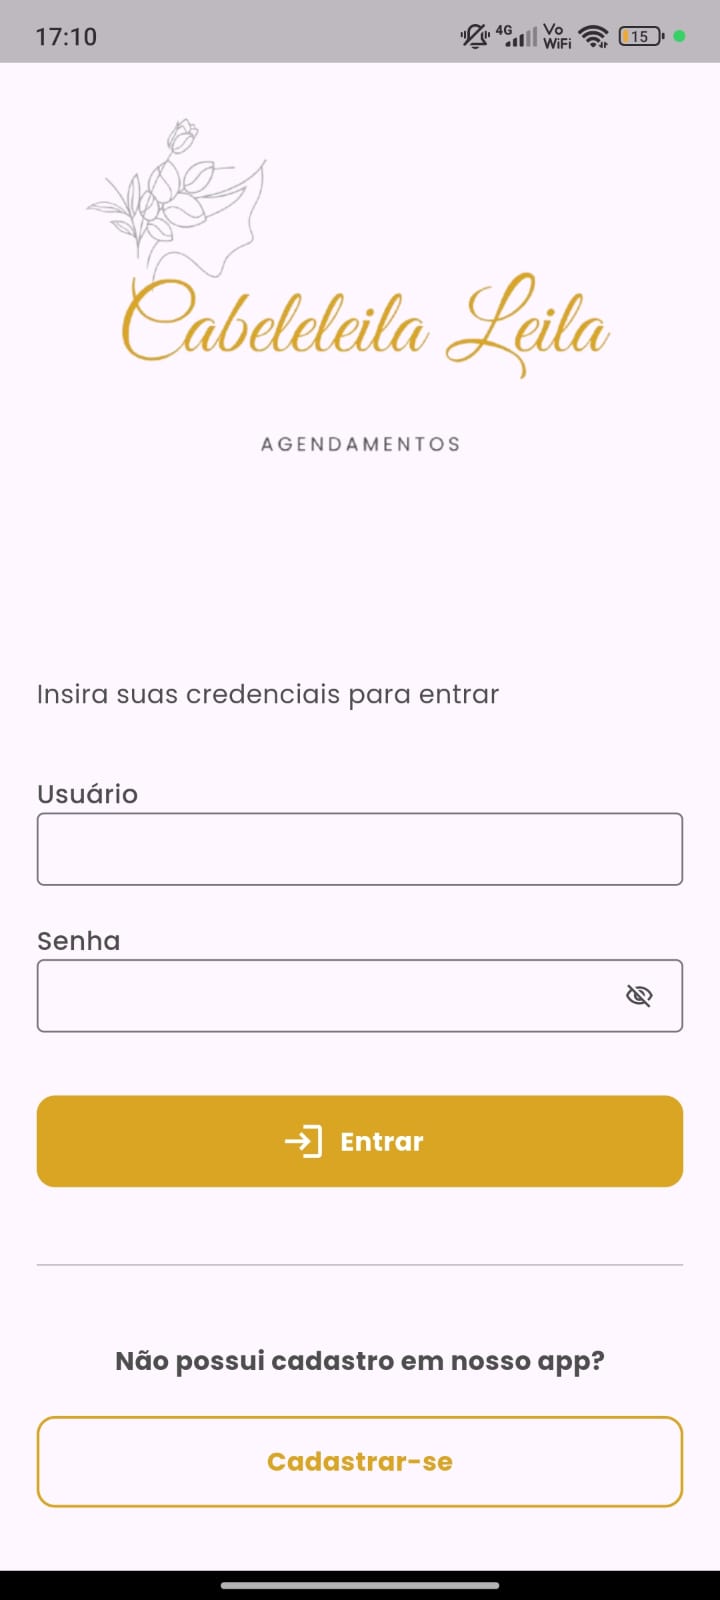 17:10 4G Vo WiFi 15
Cabeleleila Leila
AGENDAMENTOS
Insira suas credenciais para entrar
Usuário
Senha
Entrar
Não possui cadastro em nosso app?
Cadastrar-se